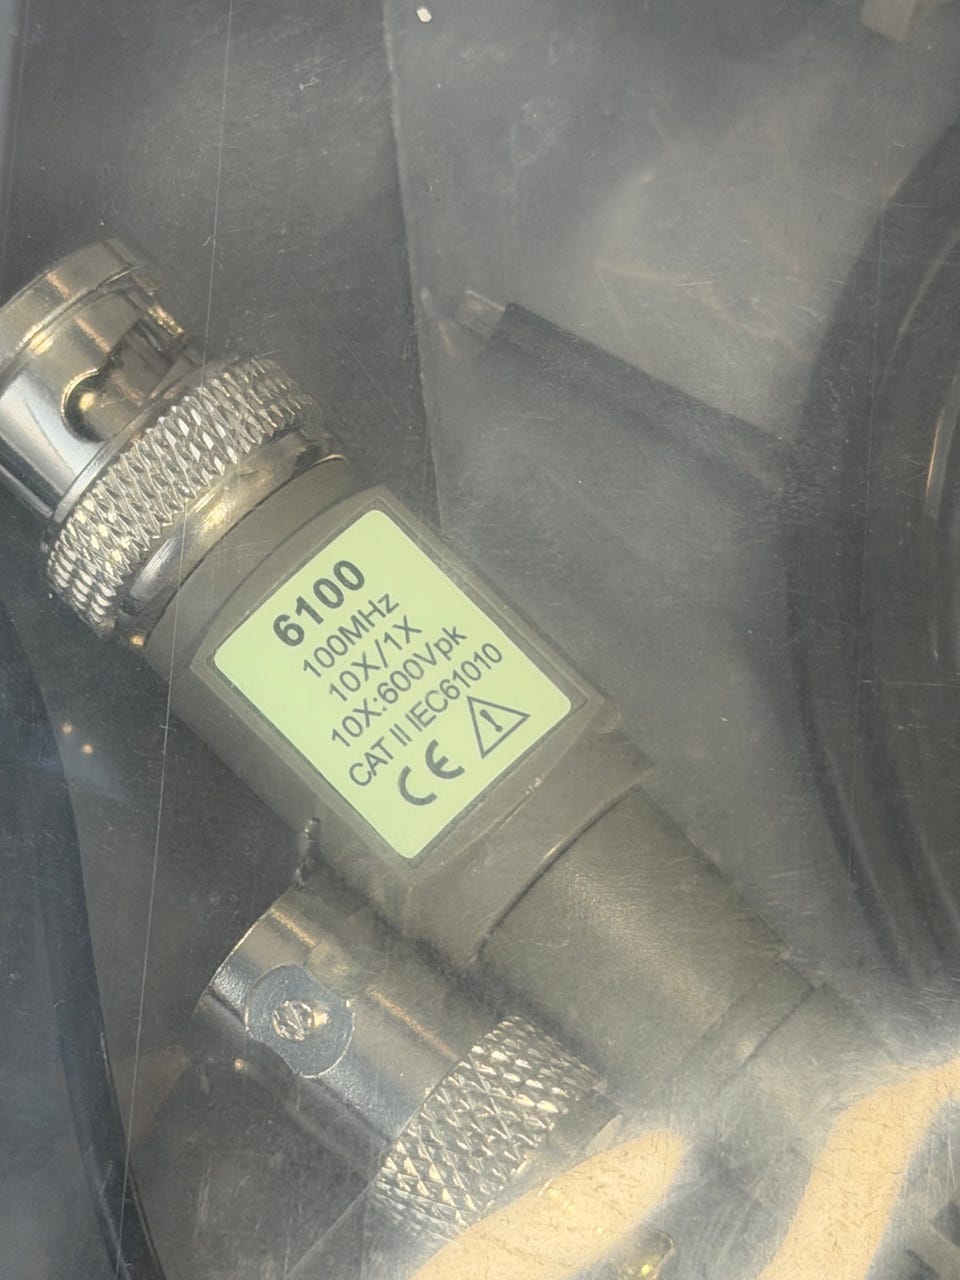 6100
100MHz
10X/1X
10X:600Vpk
CAT II IEC61010
CE